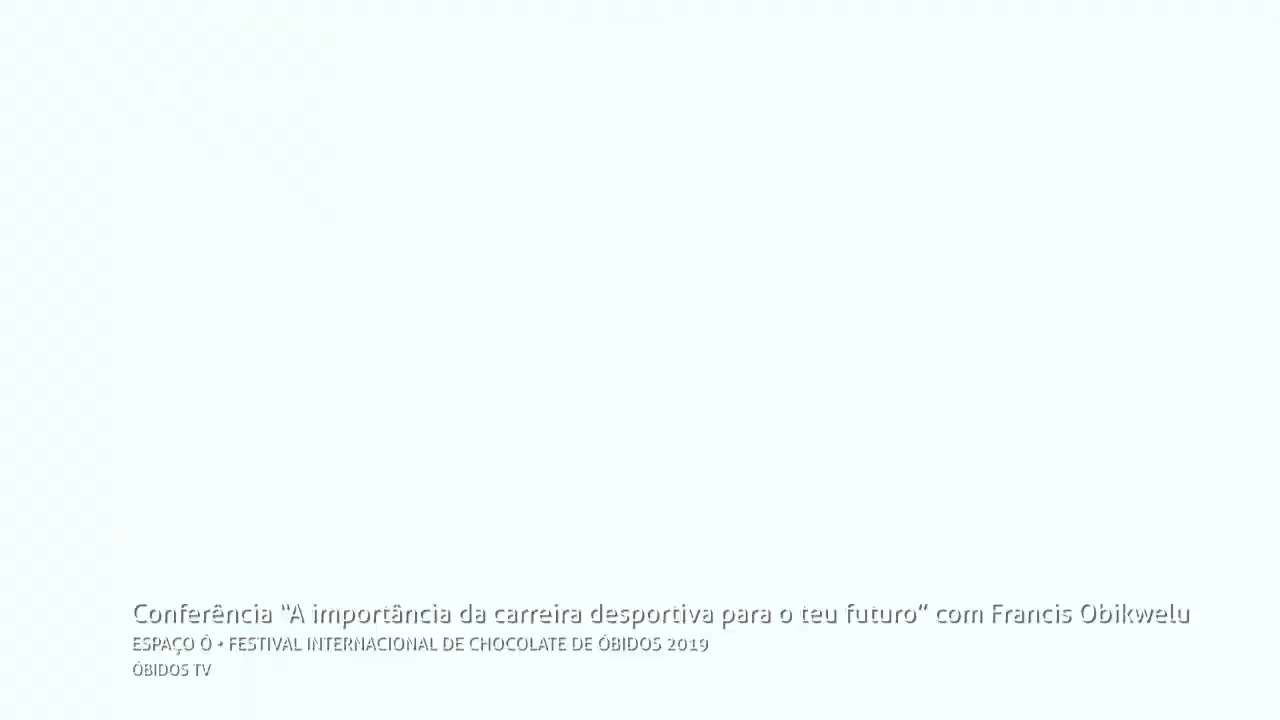 Conferência “A importância da carreira desportiva para o teu futuro” com Francis Obikwelu
ESPAÇO Ó • FESTIVAL INTERNACIONAL DE CHOCOLATE DE ÓBIDOS 2019
ÓBIDOS TV